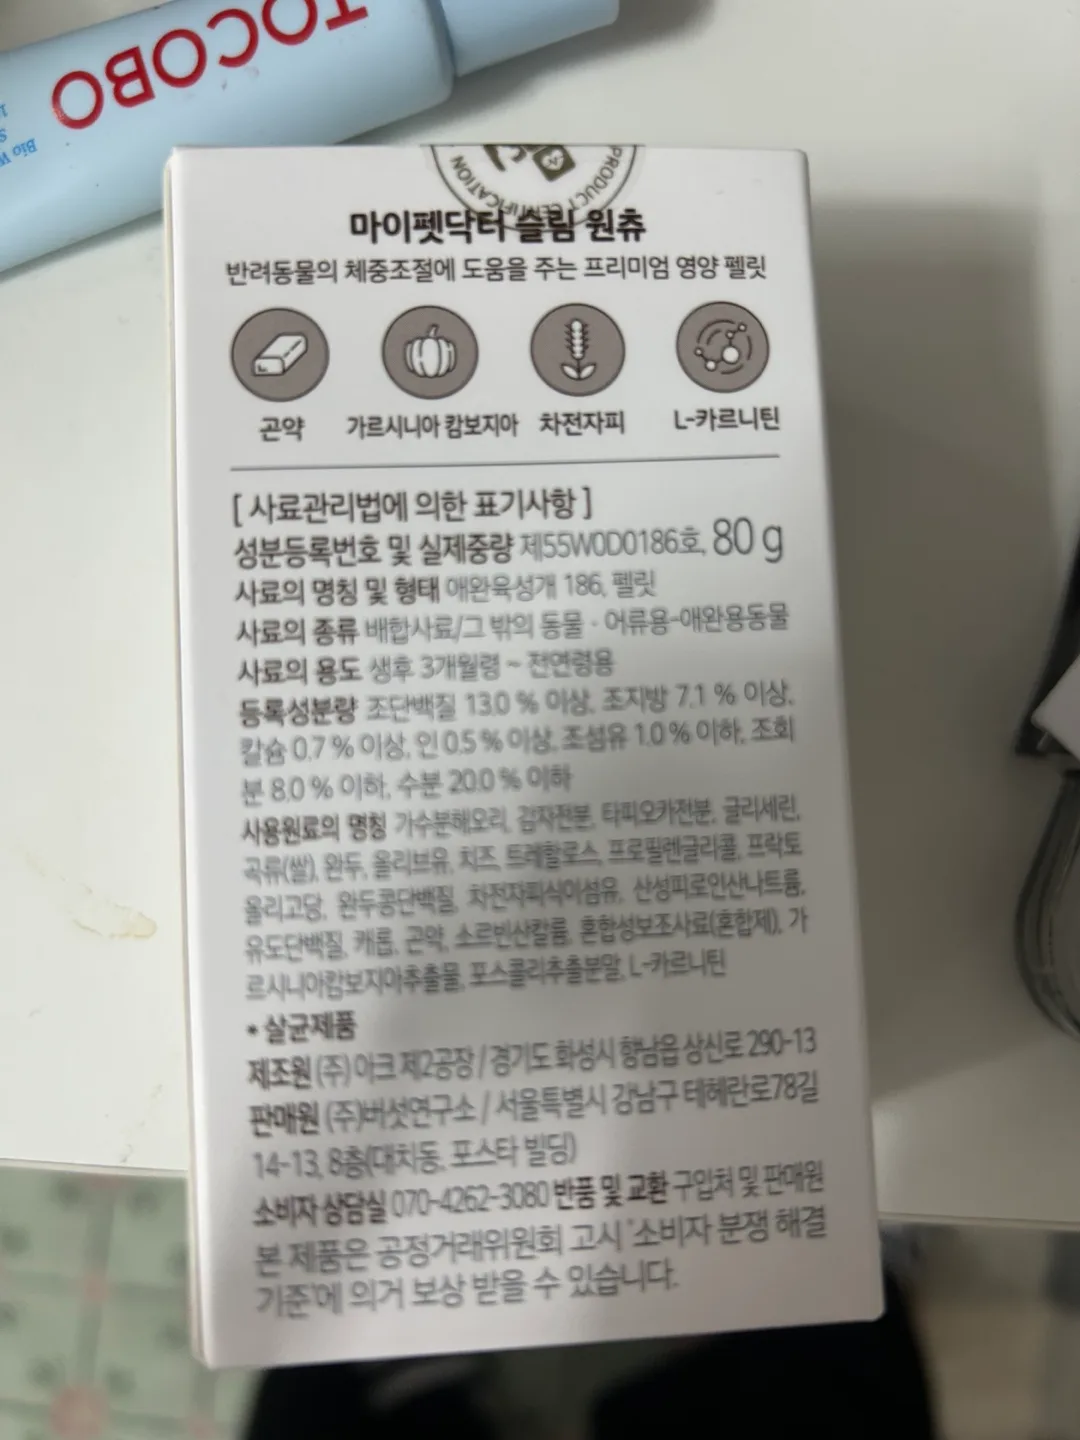 TOCOBO
Bio W
PRODUCT CERTIFICATION
마이펫닥터 슬림 원츄
반려동물의 체중조절에 도움을 주는 프리미엄 영양 펠릿
곤약 가르시니아 캄보지아 차전자피 L-카르니틴
[ 사료관리법에 의한 표기사항 ]
성분등록번호 및 실제중량 제55W0D0186호, 80 g
사료의 명칭 및 형태 애완육성개 186, 펠릿
사료의 종류 배합사료/그 밖의 동물 · 어류용-애완용동물
사료의 용도 생후 3개월령 ~ 전연령용
등록성분량 조단백질 13.0 % 이상, 조지방 7.1 % 이상,
칼슘 0.7 % 이상, 인 0.5 % 이상, 조섬유 1.0 % 이하, 조회
분 8.0 % 이하, 수분 20.0 % 이하
사용원료의 명칭 가수분해오리, 감자전분, 타피오카전분, 글리세린,
곡류(쌀), 완두, 올리브유, 치즈, 트레할로스, 프로필렌글리콜, 프락토
올리고당, 완두콩단백질, 차전자피식이섬유, 산성피로인산나트륨,
유도단백질, 캐롭, 곤약, 소르빈산칼륨, 혼합성보조사료(혼합제), 가
르시니아캄보지아추출물, 포스콜리추출분말, L-카르니틴
• 살균제품
제조원 (주) 아크 제2공장 / 경기도 화성시 향남읍 상신로 290-13
판매원 (주)버섯연구소 / 서울특별시 강남구 테헤란로78길
14-13, 8층(대치동, 포스타 빌딩)
소비자 상담실 070-4262-3080 반품 및 교환 구입처 및 판매원
본 제품은 공정거래위원회 고시 '소비자 분쟁 해결
기준'에 의거 보상 받을 수 있습니다.